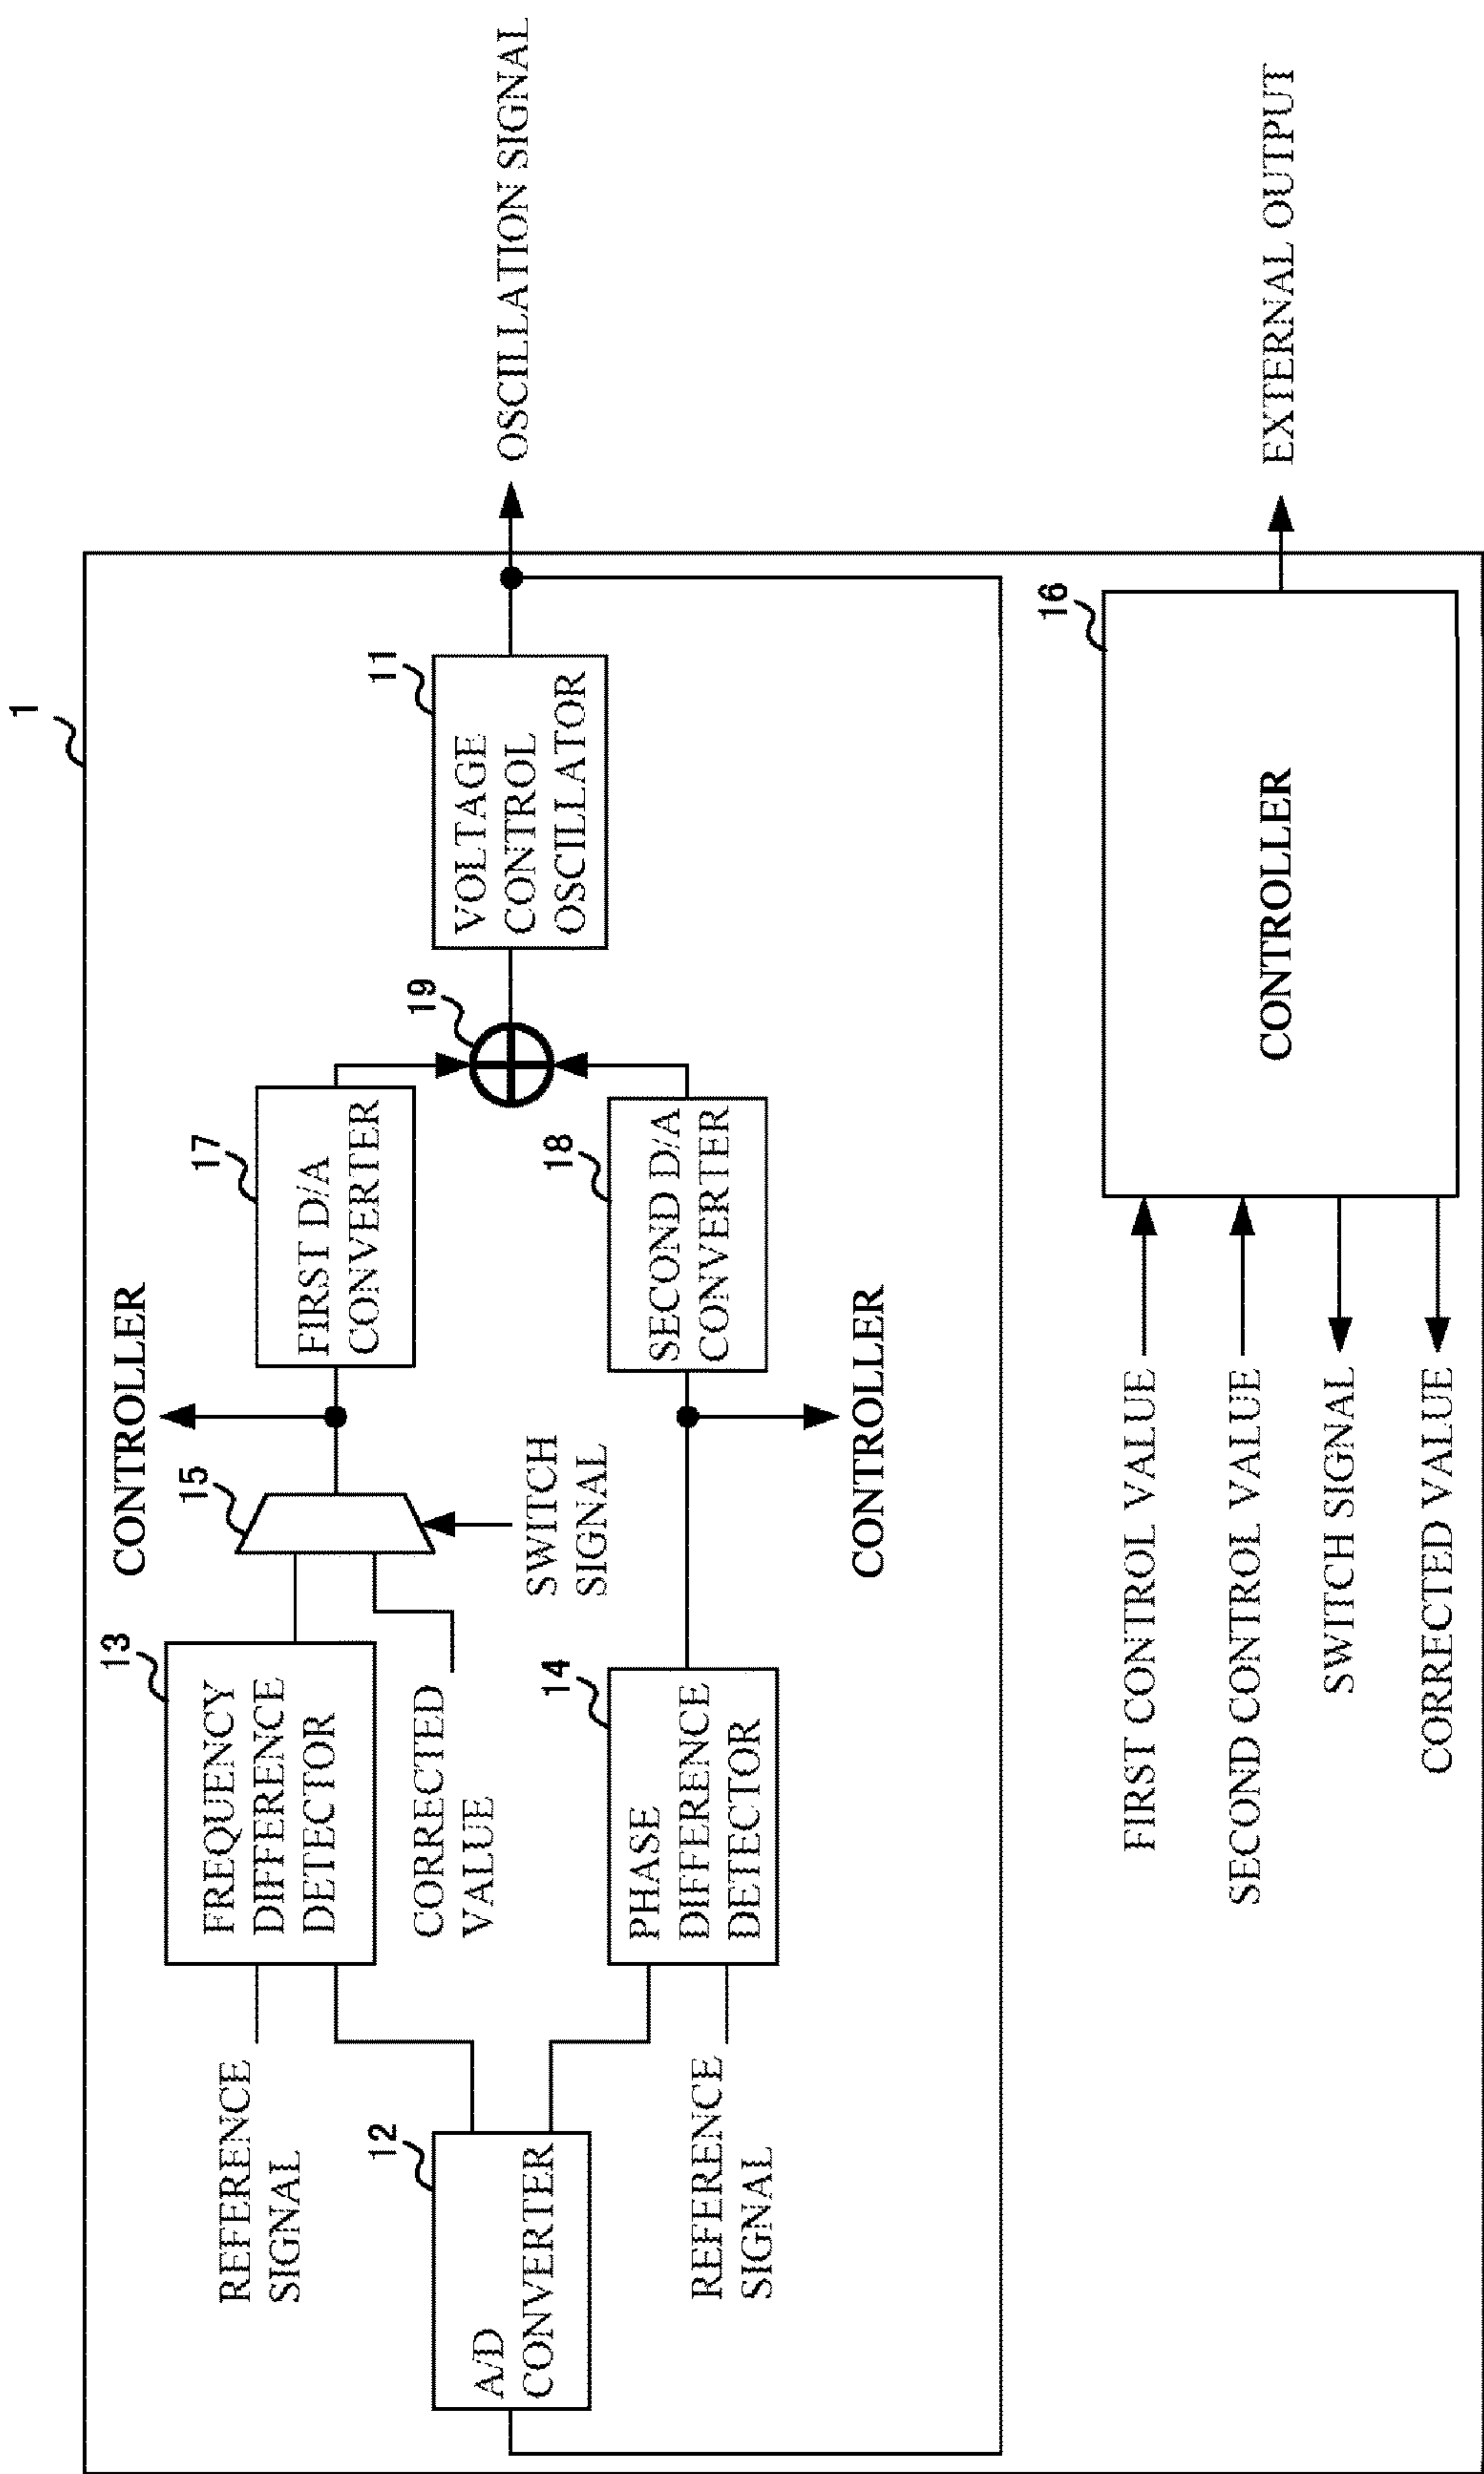 1
CONTROLLER
13
FREQUENCY
DIFFERENCE
DETECTOR
15
17
FIRST D/A
CONVERTER
REFERENCE
SIGNAL
CORRECTED
VALUE
SWITCH
SIGNAL
19
11
VOLTAGE
CONTROL
OSCILLATOR
OSCILLATION SIGNAL
12
A/D
CONVERTER
14
PHASE
DIFFERENCE
DETECTOR
18
SECOND D/A
CONVERTER
REFERENCE
SIGNAL
CONTROLLER
16
FIRST CONTROL VALUE
SECOND CONTROL VALUE
SWITCH SIGNAL
CORRECTED VALUE
CONTROLLER
EXTERNAL OUTPUT